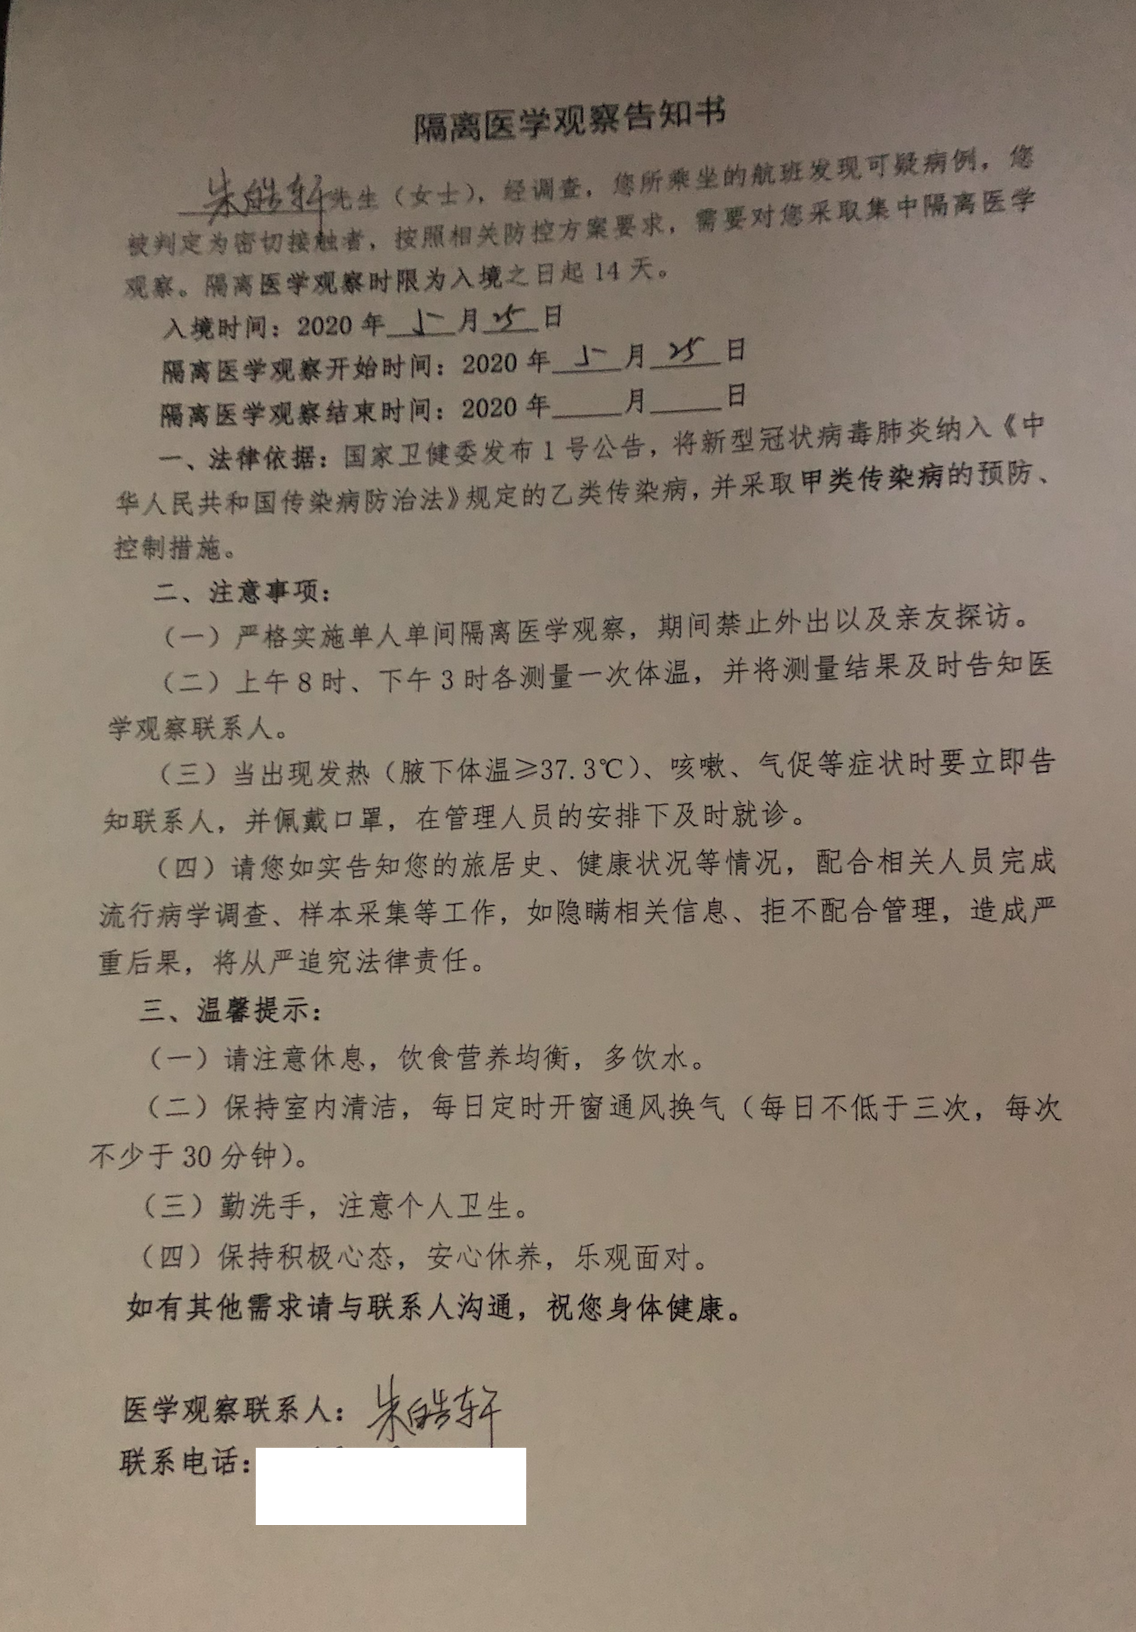 隔离医学观察告知书
朱皓轩先生（女士），经调查，您所乘坐的航班发现可疑病例，您
被判定为密切接触者，按照相关防控方案要求，需要对您采取集中隔离医学
观察。隔离医学观察时限为入境之日起14天。
入境时间：2020年 5 月 25 日
隔离医学观察开始时间：2020年 5 月 25 日
隔离医学观察结束时间：2020年____月____日
一、法律依据：国家卫健委发布1号公告，将新型冠状病毒肺炎纳入《中
华人民共和国传染病防治法》规定的乙类传染病，并采取甲类传染病的预防、
控制措施。
二、注意事项：
（一）严格实施单人单间隔离医学观察，期间禁止外出以及亲友探访。
（二）上午8时、下午3时各测量一次体温，并将测量结果及时告知医
学观察联系人。
（三）当出现发热（腋下体温≥37.3℃）、咳嗽、气促等症状时要立即告
知联系人，并佩戴口罩，在管理人员的安排下及时就诊。
（四）请您如实告知您的旅居史、健康状况等情况，配合相关人员完成
流行病学调查、样本采集等工作，如隐瞒相关信息、拒不配合管理，造成严
重后果，将从严追究法律责任。
三、温馨提示：
（一）请注意休息，饮食营养均衡，多饮水。
（二）保持室内清洁，每日定时开窗通风换气（每日不低于三次，每次
不少于30分钟）。
（三）勤洗手，注意个人卫生。
（四）保持积极心态，安心休养，乐观面对。
如有其他需求请与联系人沟通，祝您身体健康。
医学观察联系人：朱皓轩
联系电话：